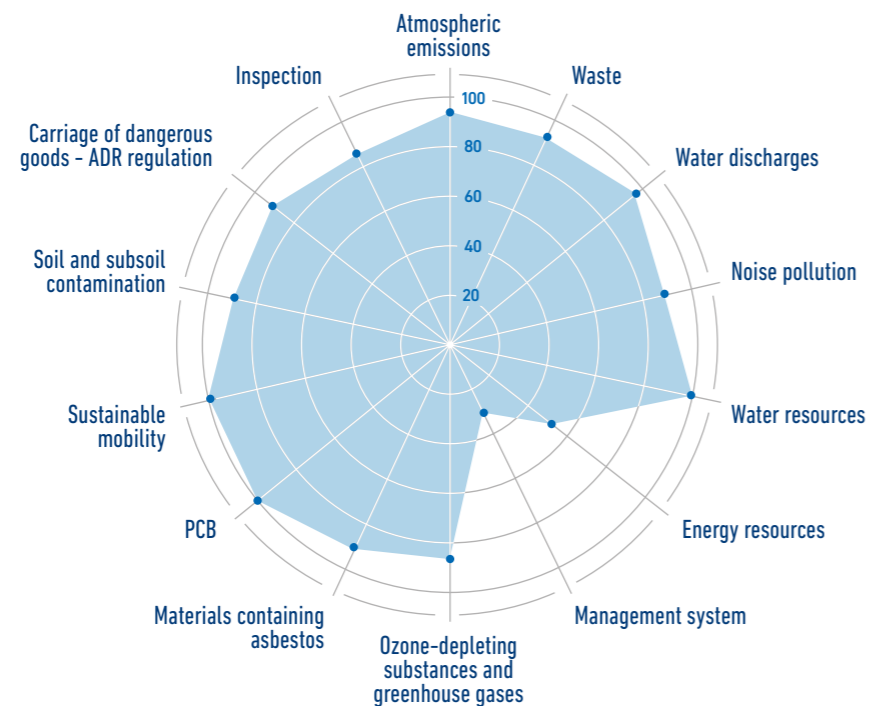 Atmospheric
emissions
Inspection
Waste
100
Carriage of dangerous
goods - ADR regulation
80
Water discharges
60
40
Soil and subsoil
contamination
Noise pollution
20
Sustainable
mobility
Water resources
PCB
Energy resources
Materials containing
asbestos
Management system
Ozone-depleting
substances and
greenhouse gases